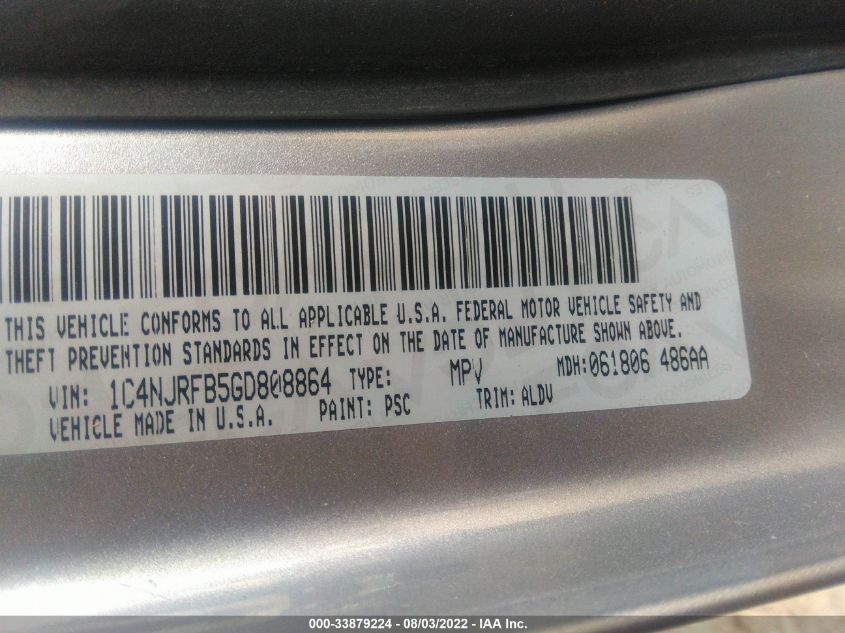 THIS VEHICLE CONFORMS TO ALL APPLICABLE U.S.A. FEDERAL MOTOR VEHICLE SAFETY AND
THEFT PREVENTION STANDARDS IN EFFECT ON THE DATE OF MANUFACTURE SHOWN ABOVE.
VIN: 1C4NJRFB5GD808864 TYPE: MPV MDH:061806 486AA
VEHICLE MADE IN U.S.A. PAINT: PSC TRIM: ALDV
000-33879224 - 08/03/2022 - IAA Inc.